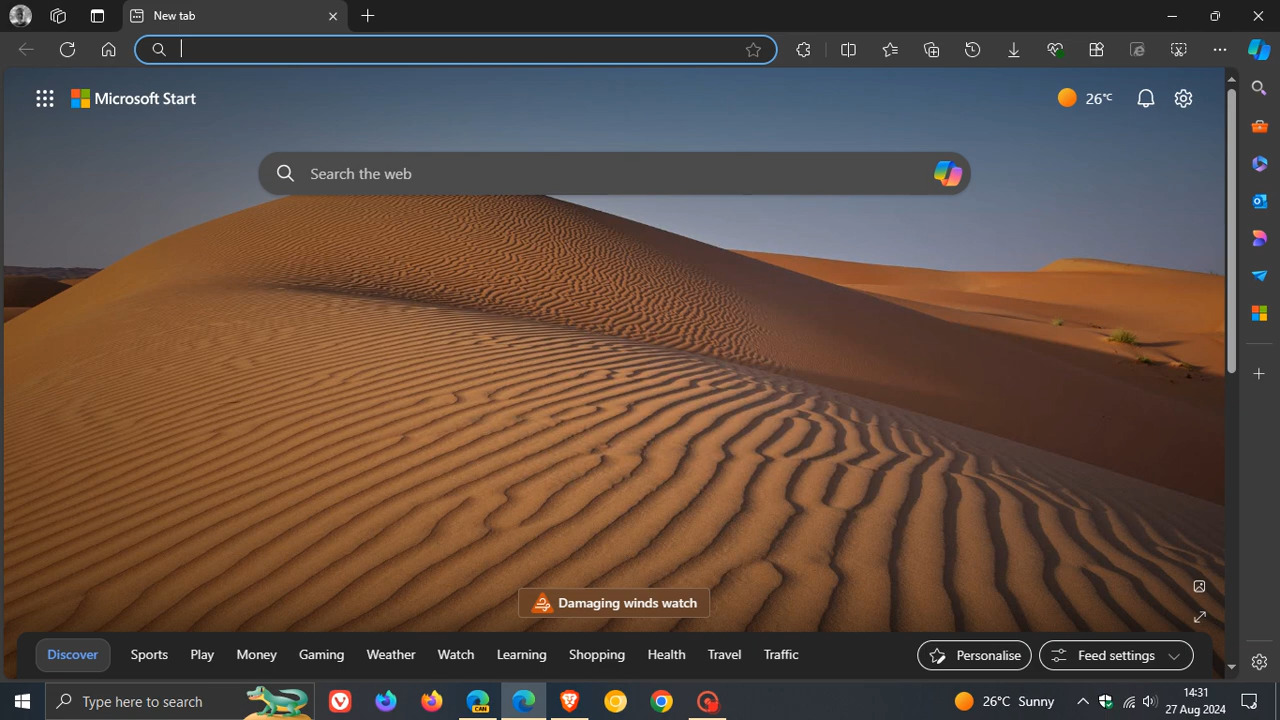 New tab
Microsoft Start
26°C
Search the web
Damaging winds watch
Discover
Sports
Play
Money
Gaming
Weather
Watch
Learning
Shopping
Health
Travel
Traffic
Personalise
Feed settings
Type here to search
CAN
26°C Sunny
14:31
27 Aug 2024